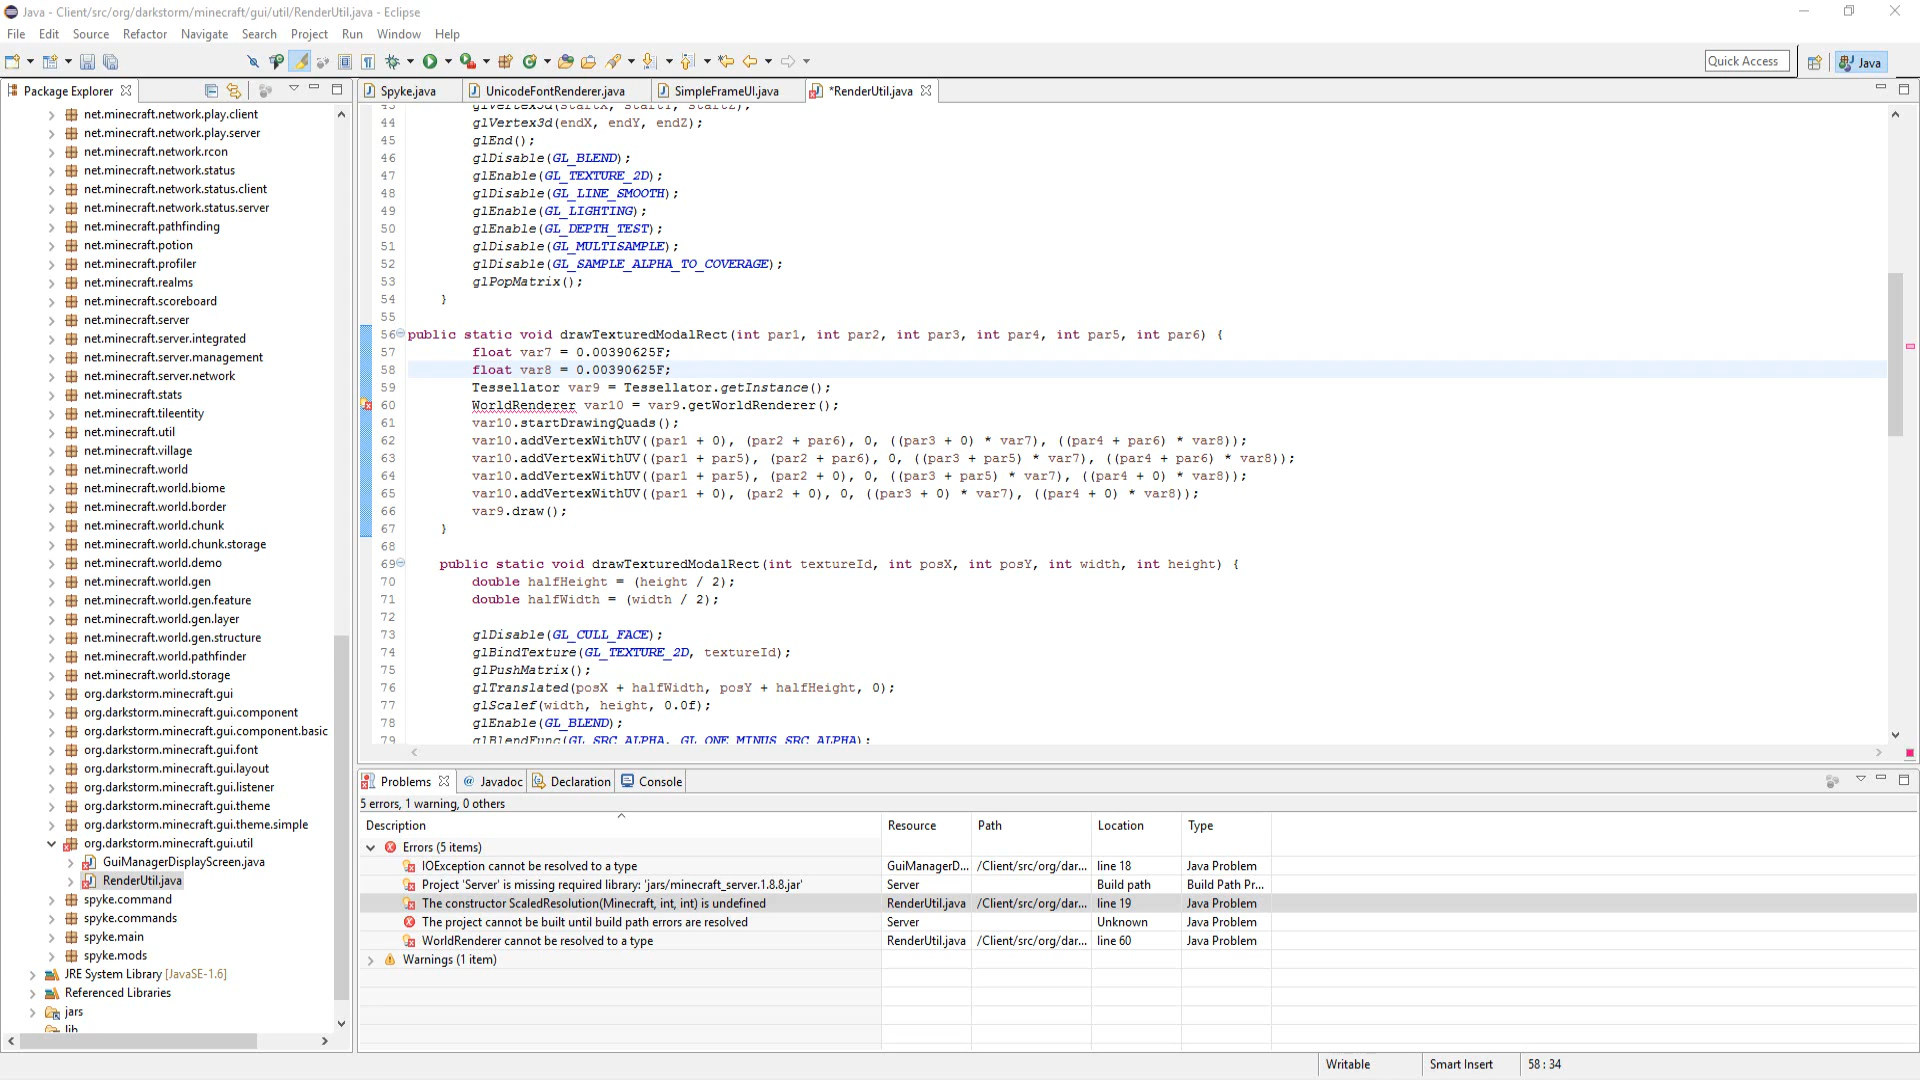 Java - Client/src/org/darkstorm/minecraft/gui/util/RenderUtil.java - Eclipse
File Edit Source Refactor Navigate Search Project Run Window Help
Quick Access Java
Package Explorer
net.minecraft.network.play.client
net.minecraft.network.play.server
net.minecraft.network.rcon
net.minecraft.network.status
net.minecraft.network.status.client
net.minecraft.network.status.server
net.minecraft.pathfinding
net.minecraft.potion
net.minecraft.profiler
net.minecraft.realms
net.minecraft.scoreboard
net.minecraft.server
net.minecraft.server.integrated
net.minecraft.server.management
net.minecraft.server.network
net.minecraft.stats
net.minecraft.tileentity
net.minecraft.util
net.minecraft.village
net.minecraft.world
net.minecraft.world.biome
net.minecraft.world.border
net.minecraft.world.chunk
net.minecraft.world.chunk.storage
net.minecraft.world.demo
net.minecraft.world.gen
net.minecraft.world.gen.feature
net.minecraft.world.gen.layer
net.minecraft.world.gen.structure
net.minecraft.world.pathfinder
net.minecraft.world.storage
org.darkstorm.minecraft.gui
org.darkstorm.minecraft.gui.component
org.darkstorm.minecraft.gui.component.basic
org.darkstorm.minecraft.gui.font
org.darkstorm.minecraft.gui.layout
org.darkstorm.minecraft.gui.listener
org.darkstorm.minecraft.gui.theme
org.darkstorm.minecraft.gui.theme.simple
org.darkstorm.minecraft.gui.util
GuiManagerDisplayScreen.java
RenderUtil.java
spyke.command
spyke.commands
spyke.main
spyke.mods
JRE System Library [JavaSE-1.6]
Referenced Libraries
jars
lib
Spyke.java UnicodeFontRenderer.java SimpleFrameUI.java *RenderUtil.java
43 glVertex3d(startX, startY, startZ);
44 glVertex3d(endX, endY, endZ);
45 glEnd();
46 glDisable(GL_BLEND);
47 glEnable(GL_TEXTURE_2D);
48 glDisable(GL_LINE_SMOOTH);
49 glEnable(GL_LIGHTING);
50 glEnable(GL_DEPTH_TEST);
51 glDisable(GL_MULTISAMPLE);
52 glDisable(GL_SAMPLE_ALPHA_TO_COVERAGE);
53 glPopMatrix();
54 }
55
56 public static void drawTexturedModalRect(int par1, int par2, int par3, int par4, int par5, int par6) {
57 float var7 = 0.00390625F;
58 float var8 = 0.00390625F;
59 Tessellator var9 = Tessellator.getInstance();
60 WorldRenderer var10 = var9.getWorldRenderer();
61 var10.startDrawingQuads();
62 var10.addVertexWithUV((par1 + 0), (par2 + par6), 0, ((par3 + 0) * var7), ((par4 + par6) * var8));
63 var10.addVertexWithUV((par1 + par5), (par2 + par6), 0, ((par3 + par5) * var7), ((par4 + par6) * var8));
64 var10.addVertexWithUV((par1 + par5), (par2 + 0), 0, ((par3 + par5) * var7), ((par4 + 0) * var8));
65 var10.addVertexWithUV((par1 + 0), (par2 + 0), 0, ((par3 + 0) * var7), ((par4 + 0) * var8));
66 var9.draw();
67 }
68
69 public static void drawTexturedModalRect(int textureId, int posX, int posY, int width, int height) {
70 double halfHeight = (height / 2);
71 double halfWidth = (width / 2);
72
73 glDisable(GL_CULL_FACE);
74 glBindTexture(GL_TEXTURE_2D, textureId);
75 glPushMatrix();
76 glTranslated(posX + halfWidth, posY + halfHeight, 0);
77 glScalef(width, height, 0.0f);
78 glEnable(GL_BLEND);
79 glBlendFunc(GL_SRC_ALPHA, GL_ONE_MINUS_SRC_ALPHA);
Problems Javadoc Declaration Console
5 errors, 1 warning, 0 others
Description Resource Path Location Type
Errors (5 items)
IOException cannot be resolved to a type GuiManagerD... /Client/src/org/dar... line 18 Java Problem
Project 'Server' is missing required library: 'jars/minecraft_server.1.8.8.jar' Server Build path Build Path Pr...
The constructor ScaledResolution(Minecraft, int, int) is undefined RenderUtil.java /Client/src/org/dar... line 19 Java Problem
The project cannot be built until build path errors are resolved Server Unknown Java Problem
WorldRenderer cannot be resolved to a type RenderUtil.java /Client/src/org/dar... line 60 Java Problem
Warnings (1 item)
Writable Smart Insert 58 : 34